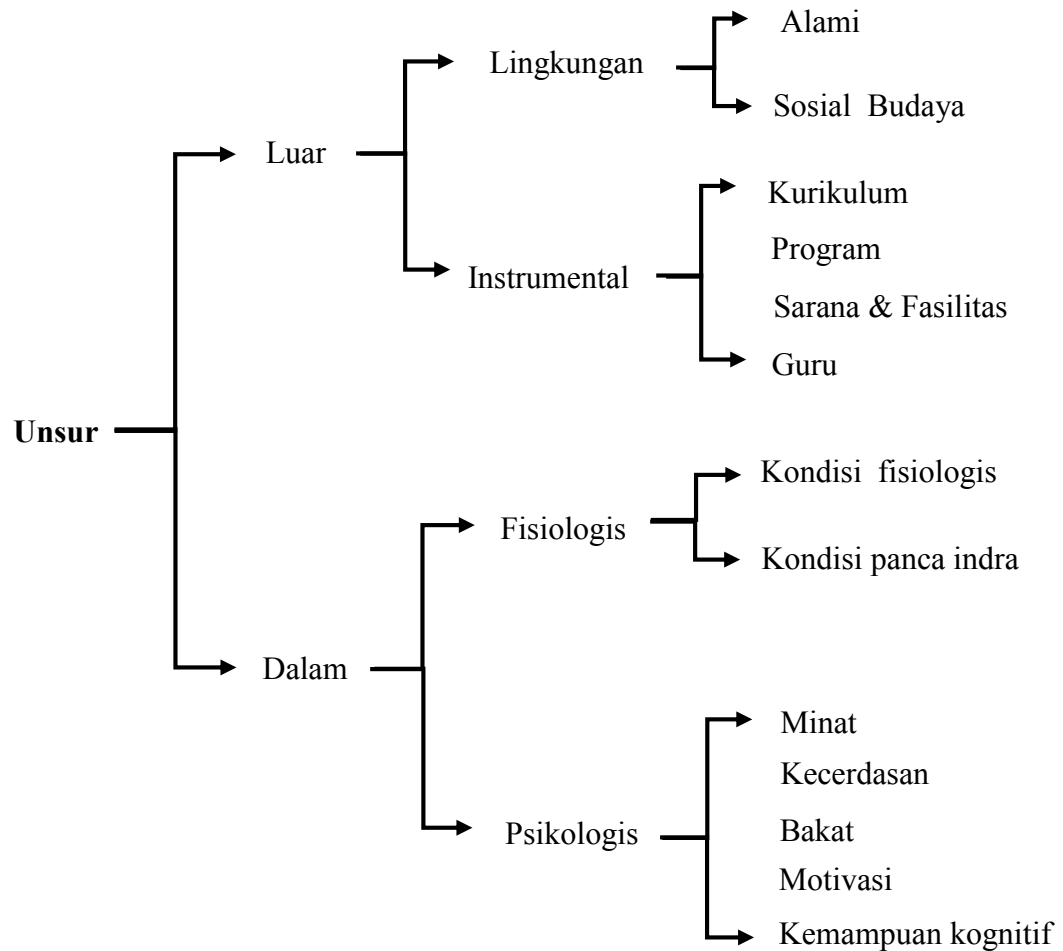 Alami
Lingkungan
Sosial Budaya
Luar
Kurikulum
Program
Instrumental
Sarana & Fasilitas
Guru
Unsur
Kondisi fisiologis
Fisiologis
Kondisi panca indra
Dalam
Minat
Kecerdasan
Psikologis
Bakat
Motivasi
Kemampuan kognitif